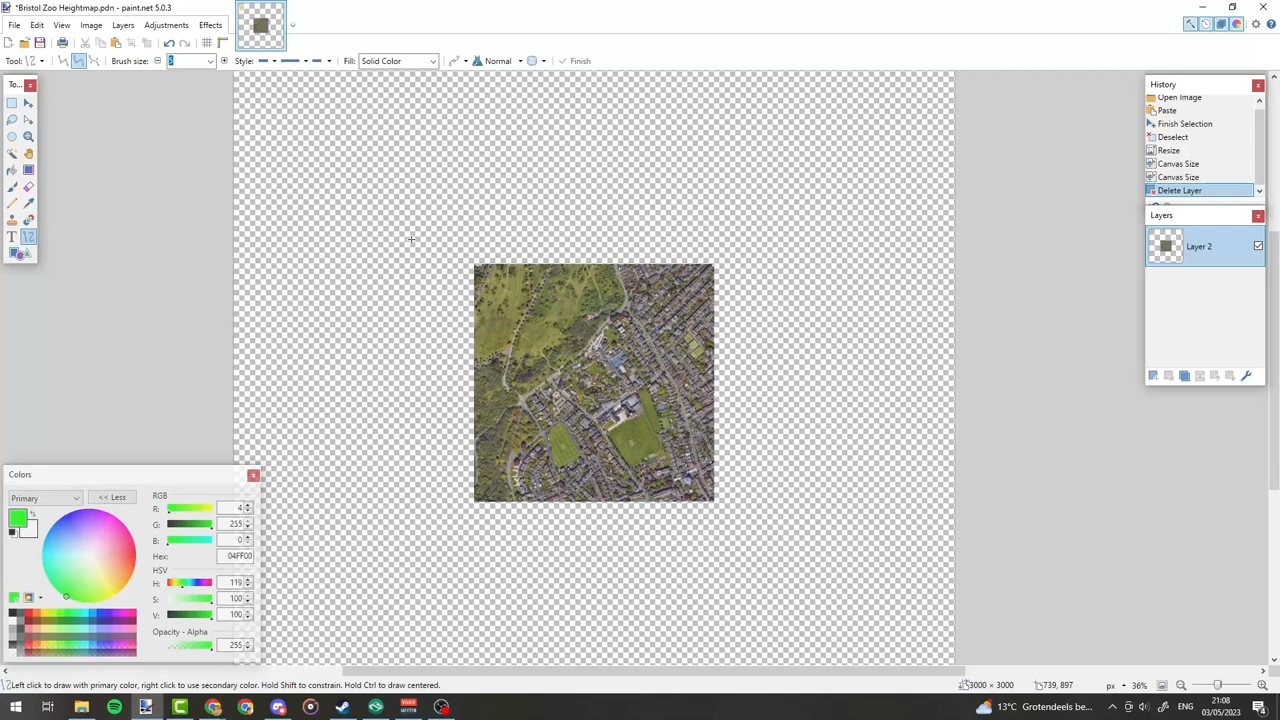 *Bristol Zoo Heightmap.pdn - paint.net 5.0.3
File Edit View Image Layers Adjustments Effects
Tool: Brush size: 5 Style: Fill: Solid Color Normal Finish
To...
T
History
Open Image
Paste
Finish Selection
Deselect
Resize
Canvas Size
Canvas Size
Delete Layer
Layers
Layer 2
Colors
Primary
<< Less
RGB
R: 4
G: 255
B: 0
Hex: 04FF00
HSV
H: 119
S: 100
V: 100
Opacity - Alpha
255
Left click to draw with primary color, right click to use secondary color. Hold Shift to constrain. Hold Ctrl to draw centered.
3000 × 3000 739, 897 px 36%
13°C Grotendeels be... ENG 21:08
03/05/2023